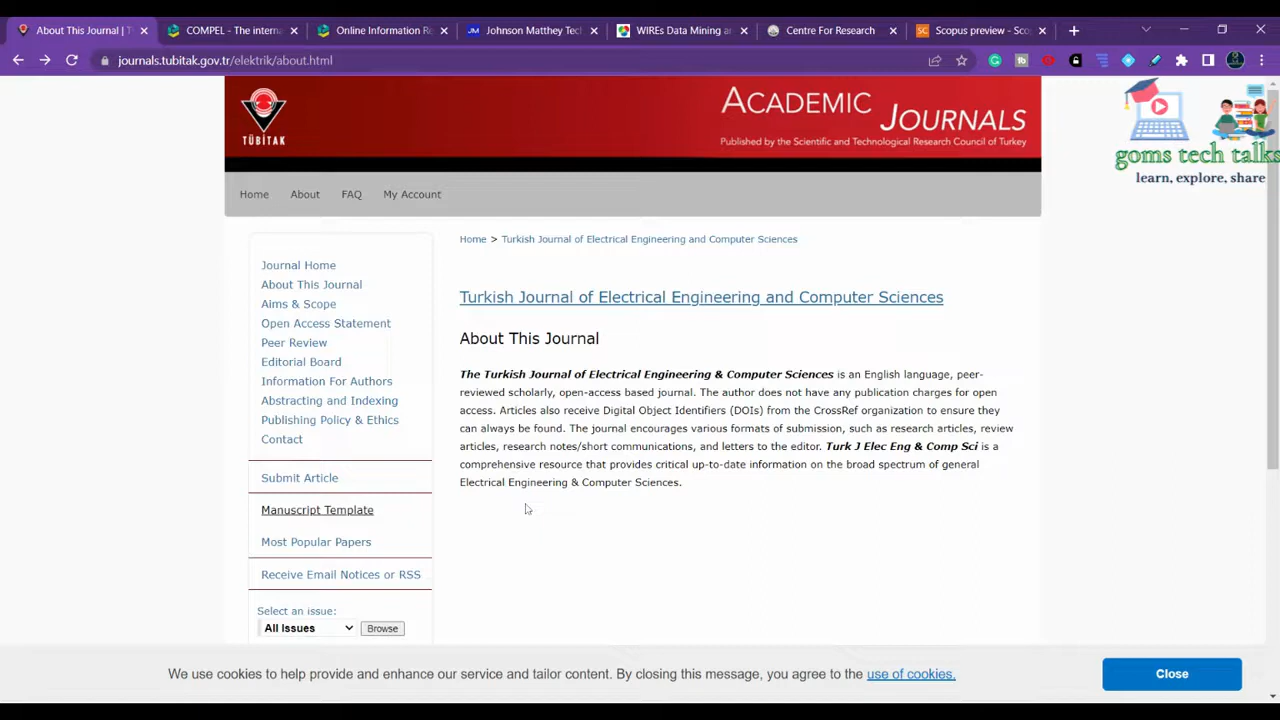 About This Journal | T
COMPEL - The interna
Online Information Re
Johnson Matthey Tech
WIREs Data Mining an
Centre For Research
Scopus preview - Sco
journals.tubitak.gov.tr/elektrik/about.html
TÜBİTAK
ACADEMIC JOURNALS
Published by the Scientific and Technological Research Council of Turkey
goms tech talks
learn, explore, share
Home About FAQ My Account
Home > Turkish Journal of Electrical Engineering and Computer Sciences
Journal Home
About This Journal
Aims & Scope
Open Access Statement
Peer Review
Editorial Board
Information For Authors
Abstracting and Indexing
Publishing Policy & Ethics
Contact
Submit Article
Manuscript Template
Most Popular Papers
Receive Email Notices or RSS
Select an issue:
All Issues Browse
Turkish Journal of Electrical Engineering and Computer Sciences
About This Journal
The Turkish Journal of Electrical Engineering & Computer Sciences is an English language, peer-
reviewed scholarly, open-access based journal. The author does not have any publication charges for open
access. Articles also receive Digital Object Identifiers (DOIs) from the CrossRef organization to ensure they
can always be found. The journal encourages various formats of submission, such as research articles, review
articles, research notes/short communications, and letters to the editor. Turk J Elec Eng & Comp Sci is a
comprehensive resource that provides critical up-to-date information on the broad spectrum of general
Electrical Engineering & Computer Sciences.
We use cookies to help provide and enhance our service and tailor content. By closing this message, you agree to the use of cookies.
Close